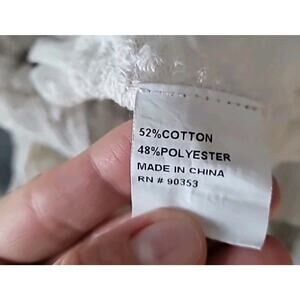 52%COTTON
48%POLYESTER
MADE IN CHINA
RN # 90353